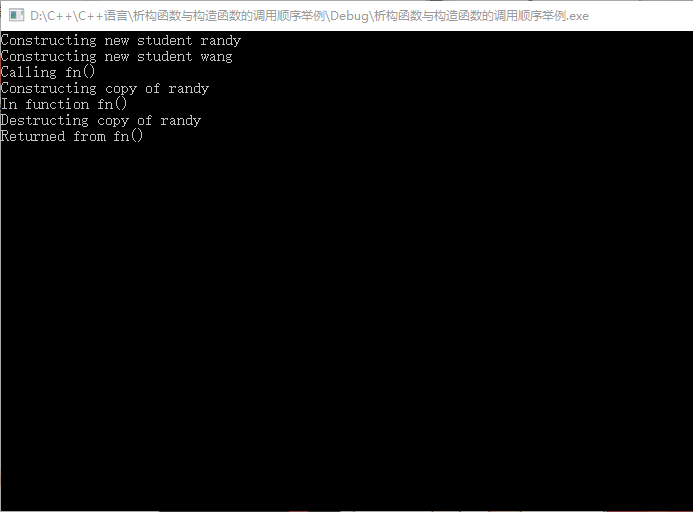 D:\C++\C++语言\析构函数与构造函数的调用顺序举例\Debug\析构函数与构造函数的调用顺序举例.exe
Constructing new student randy
Constructing new student wang
Calling fn()
Constructing copy of randy
In function fn()
Destructing copy of randy
Returned from fn()